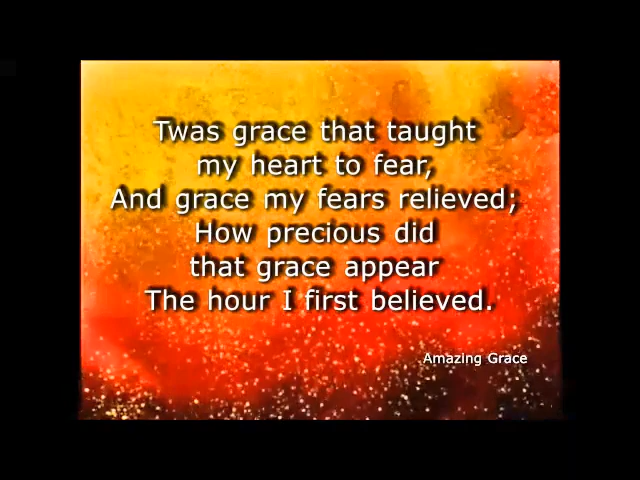 Twas grace that taught
my heart to fear,
And grace my fears relieved;
How precious did
that grace appear
The hour I first believed.
Amazing Grace